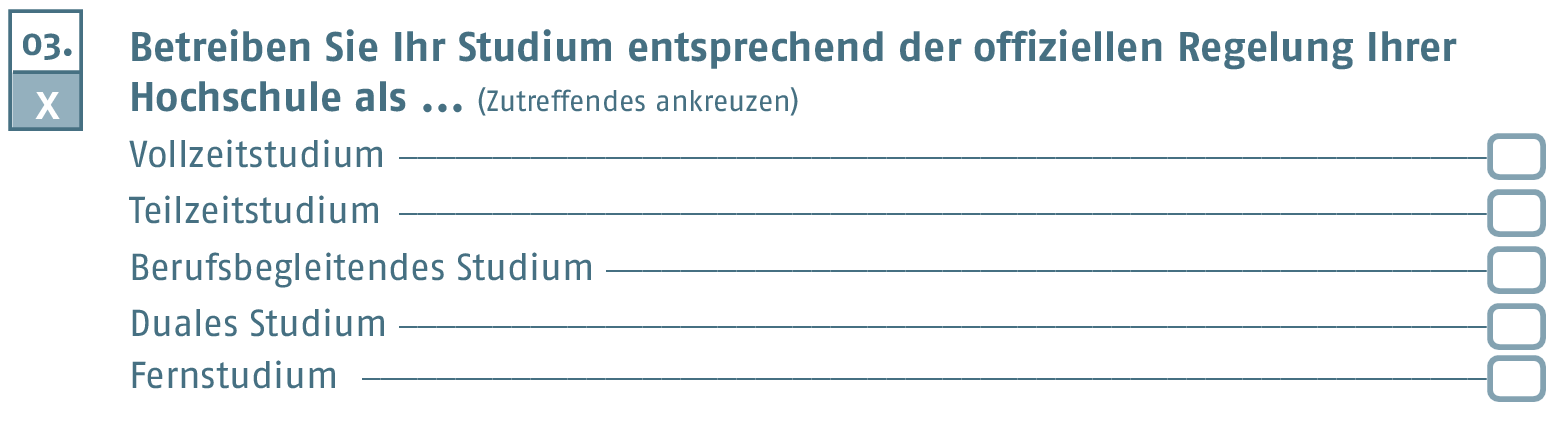 03.
X
Betreiben Sie Ihr Studium entsprechend der offiziellen Regelung Ihrer
Hochschule als ... (Zutreffendes ankreuzen)
Vollzeitstudium
Teilzeitstudium
Berufsbegleitendes Studium
Duales Studium
Fernstudium